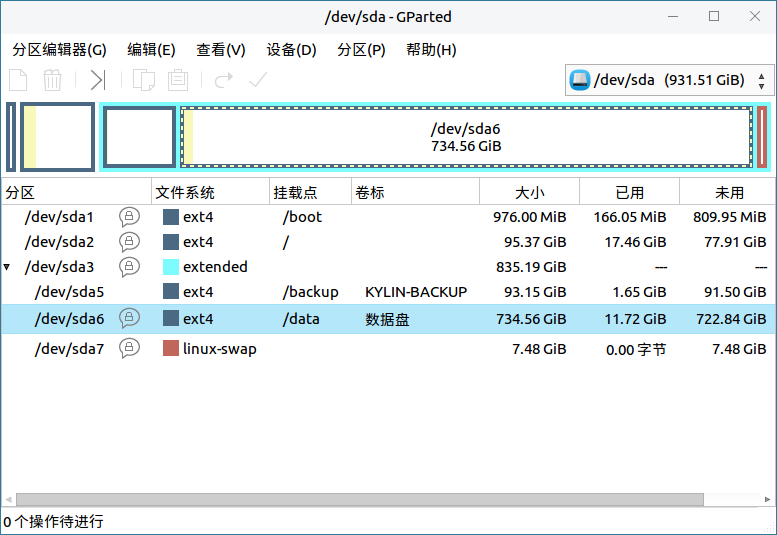 /dev/sda - GParted
分区编辑器(G) 编辑(E) 查看(V) 设备(D) 分区(P) 帮助(H)
/dev/sda (931.51 GiB)
/dev/sda6
734.56 GiB
分区 文件系统 挂载点 卷标 大小 已用 未用
/dev/sda1 ext4 /boot 976.00 MiB 166.05 MiB 809.95 MiB
/dev/sda2 ext4 / 95.37 GiB 17.46 GiB 77.91 GiB
/dev/sda3 extended 835.19 GiB --- ---
/dev/sda5 ext4 /backup KYLIN-BACKUP 93.15 GiB 1.65 GiB 91.50 GiB
/dev/sda6 ext4 /data 数据盘 734.56 GiB 11.72 GiB 722.84 GiB
/dev/sda7 linux-swap 7.48 GiB 0.00 字节 7.48 GiB
0 个操作待进行